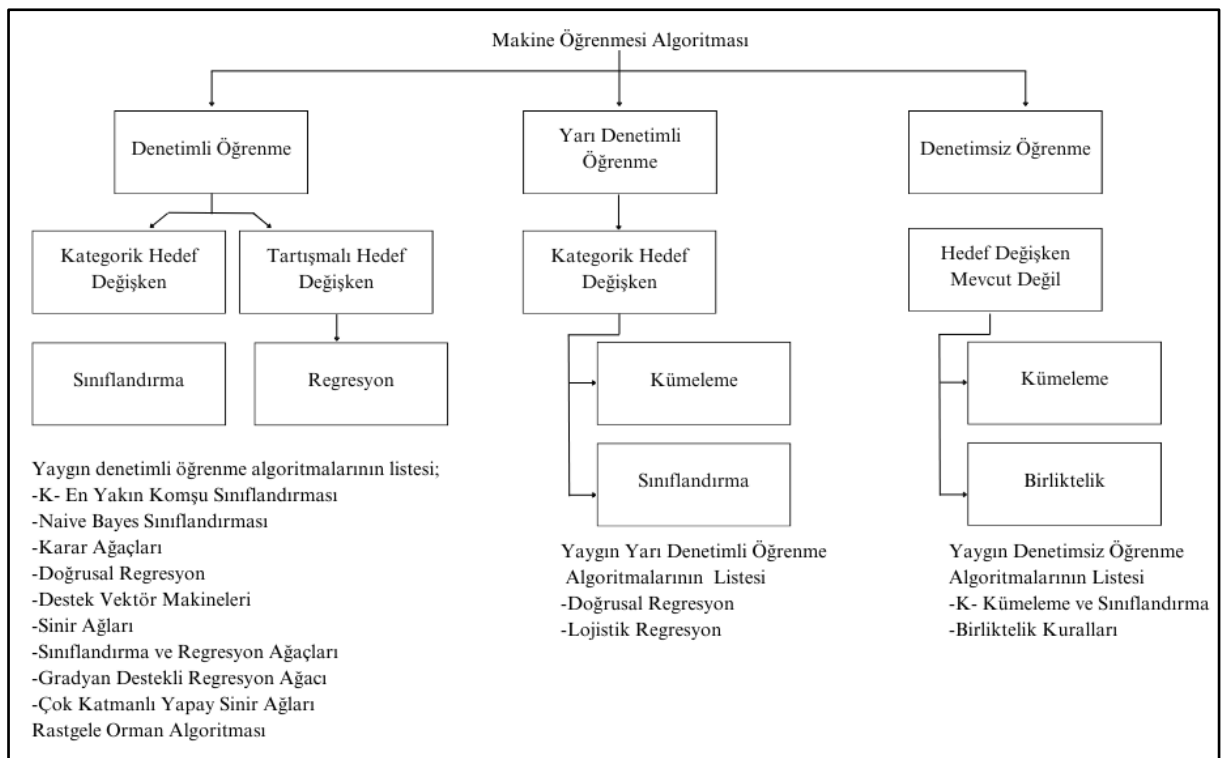 Makine Öğrenmesi Algoritması
Denetimli Öğrenme
Yarı Denetimli
Öğrenme
Denetimsiz Öğrenme
Kategorik Hedef
Değişken
Tartışmalı Hedef
Değişken
Kategorik Hedef
Değişken
Hedef Değişken
Mevcut Değil
Sınıflandırma
Regresyon
Kümeleme
Kümeleme
Sınıflandırma
Birliktelik
Yaygın denetimli öğrenme algoritmalarının listesi;
-K- En Yakın Komşu Sınıflandırması
-Naive Bayes Sınıflandırması
-Karar Ağaçları
-Doğrusal Regresyon
-Destek Vektör Makineleri
-Sinir Ağları
-Sınıflandırma ve Regresyon Ağaçları
-Gradyan Destekli Regresyon Ağacı
-Çok Katmanlı Yapay Sinir Ağları
Rastgele Orman Algoritması
Yaygın Yarı Denetimli Öğrenme
Algoritmalarının Listesi
-Doğrusal Regresyon
-Lojistik Regresyon
Yaygın Denetimsiz Öğrenme
Algoritmalarının Listesi
-K- Kümeleme ve Sınıflandırma
-Birliktelik Kuralları